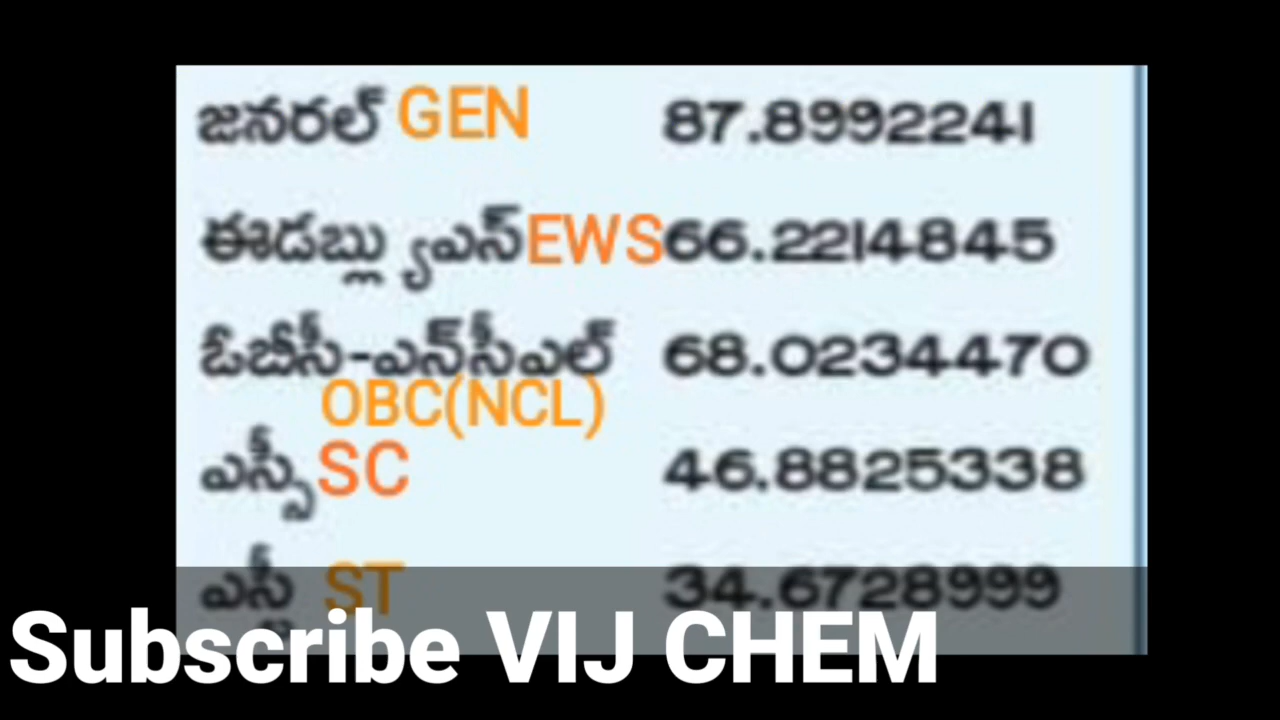 జనరల్ GEN 87.8992241
ఈడబ్ల్యుఎస్ EWS 66.2214845
ఓబీసీ-ఎన్‌సీఎల్ 68.0234470
OBC(NCL)
ఎస్సీ SC 46.8825338
ఎస్టీ ST 34.6728999
Subscribe VIJ CHEM